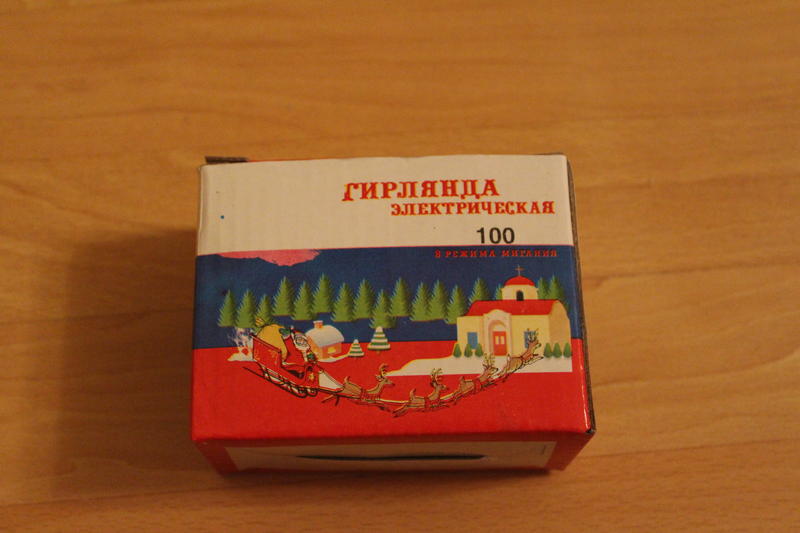 ГИРЛЯНДА
ЭЛЕКТРИЧЕСКАЯ
100
8 РЕЖИМА МИГАНИЯ